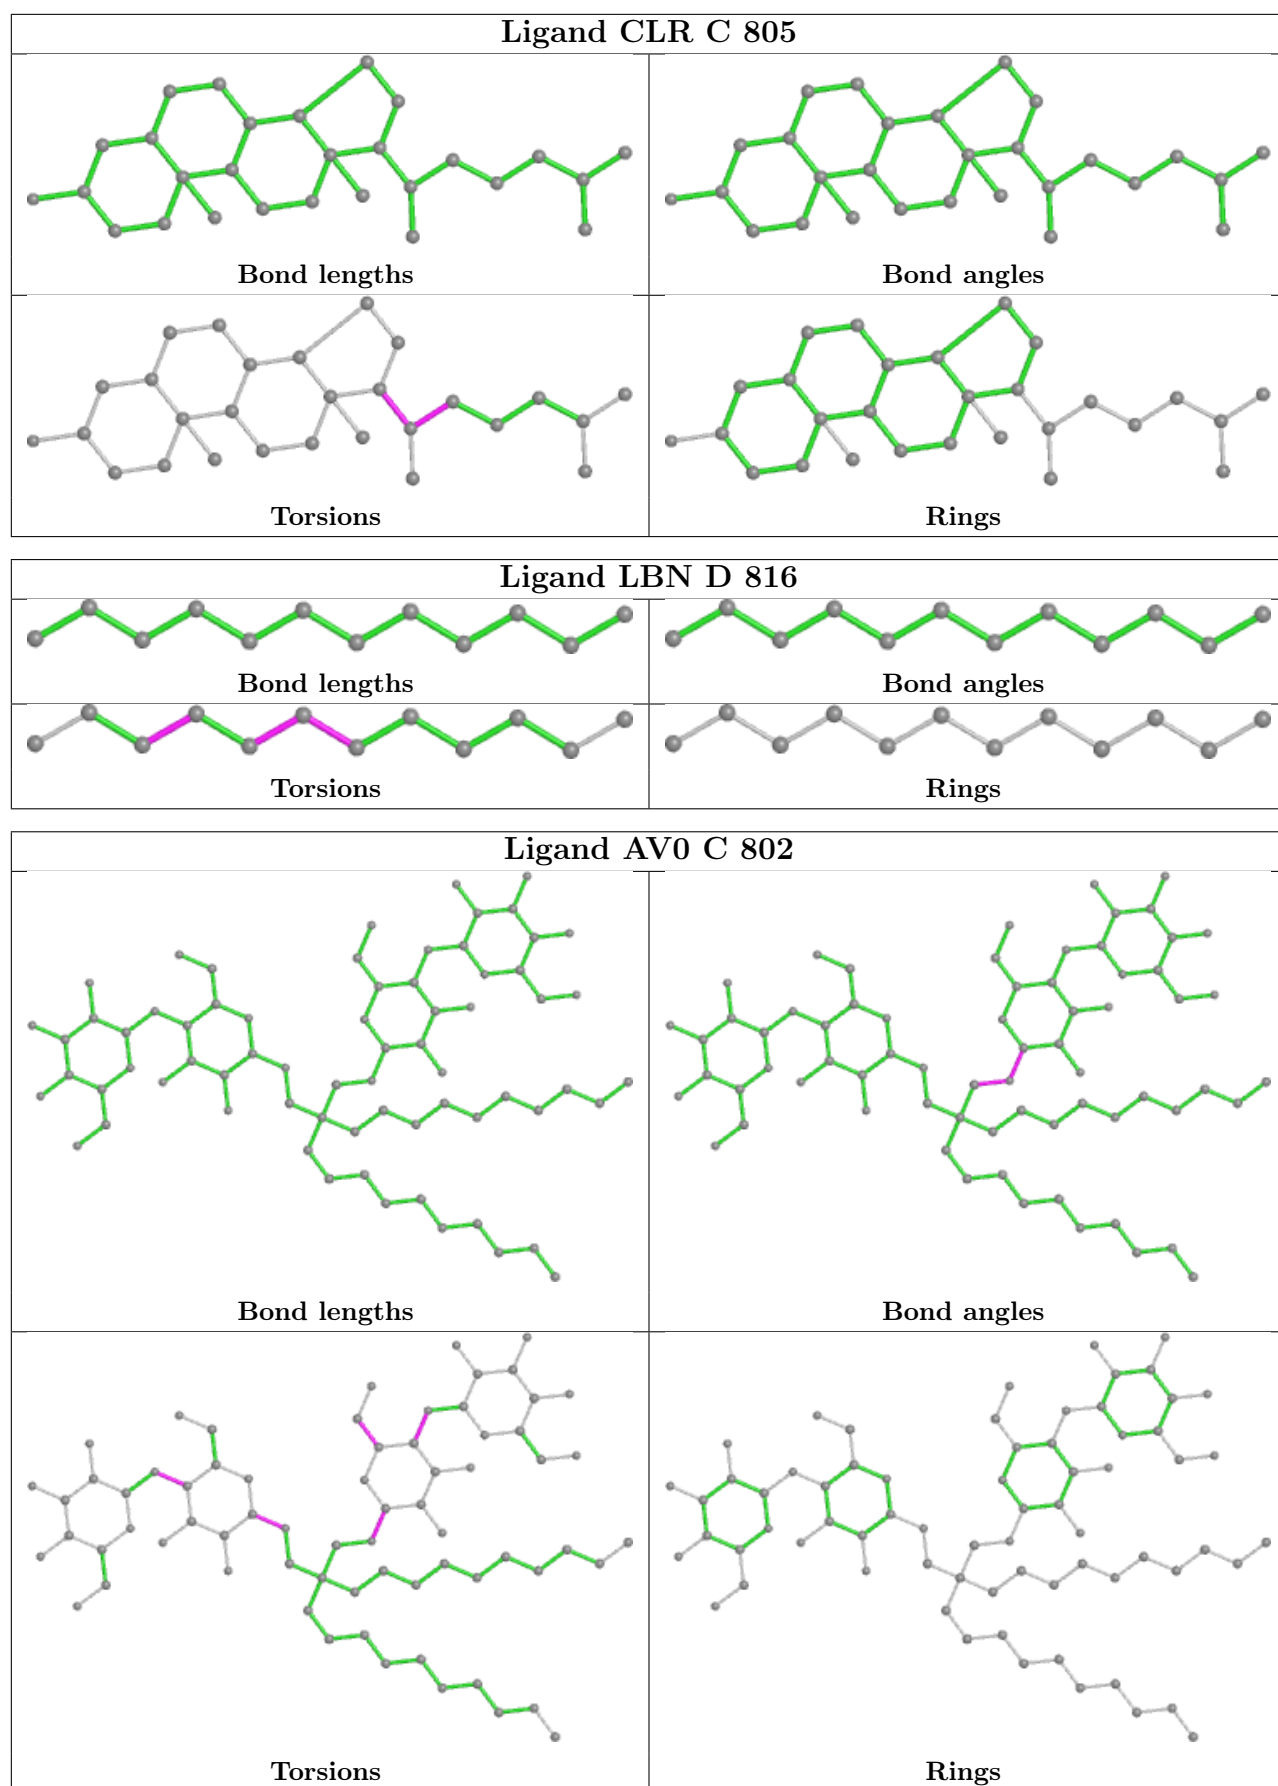 Ligand CLR C 805
Bond lengths
Bond angles
Torsions
Rings
Ligand LBN D 816
Bond lengths
Bond angles
Torsions
Rings
Ligand AV0 C 802
Bond lengths
Bond angles
Torsions
Rings